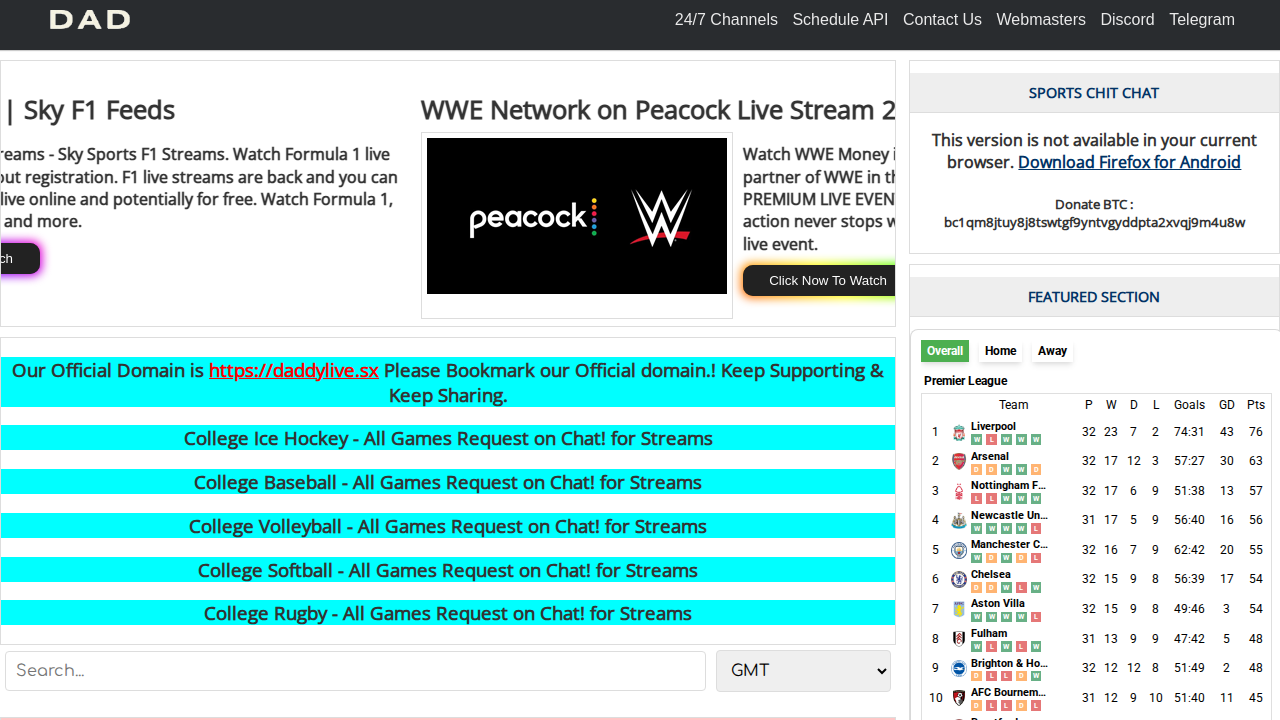 DAD
24/7 Channels Schedule API Contact Us Webmasters Discord Telegram
| Sky F1 Feeds
reams - Sky Sports F1 Streams. Watch Formula 1 live
out registration. F1 live streams are back and you can
live online and potentially for free. Watch Formula 1,
and more.
ch
WWE Network on Peacock Live Stream 2
peacock
Watch WWE Money i
partner of WWE in th
PREMIUM LIVE EVEN
action never stops w
live event.
Click Now To Watch
Our Official Domain is https://daddylive.sx Please Bookmark our Official domain.! Keep Supporting &
Keep Sharing.
College Ice Hockey - All Games Request on Chat! for Streams
College Baseball - All Games Request on Chat! for Streams
College Volleyball - All Games Request on Chat! for Streams
College Softball - All Games Request on Chat! for Streams
College Rugby - All Games Request on Chat! for Streams
Search...
GMT
SPORTS CHIT CHAT
This version is not available in your current
browser. Download Firefox for Android
Donate BTC :
bc1qm8jtuy8j8tswtgf9yntvgyddpta2xvqj9m4u8w
FEATURED SECTION
Overall Home Away
Premier League
Team P W D L Goals GD Pts
1 Liverpool 32 23 7 2 74:31 43 76
W L W W W
2 Arsenal 32 17 12 3 57:27 30 63
D D W W D
3 Nottingham F... 32 17 6 9 51:38 13 57
L L W W W
4 Newcastle Un... 31 17 5 9 56:40 16 56
W W W W L
5 Manchester C... 32 16 7 9 62:42 20 55
W D W D L
6 Chelsea 32 15 9 8 56:39 17 54
D D W L W
7 Aston Villa 32 15 9 8 49:46 3 54
W W W W L
8 Fulham 31 13 9 9 47:42 5 48
W L W L W
9 Brighton & Ho... 32 12 12 8 51:49 2 48
D L L D W
10 AFC Bournem... 31 12 9 10 51:40 11 45
D L L D L